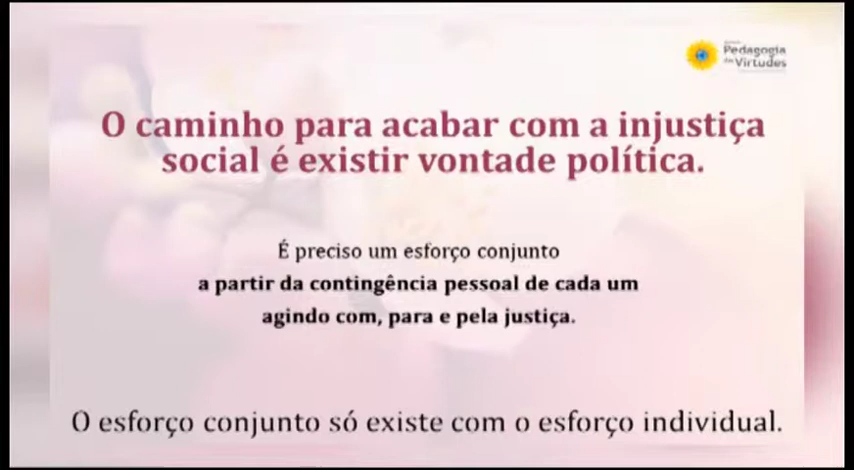 Pedagogia
Virtudes
O caminho para acabar com a injustiça
social é existir vontade política.
É preciso um esforço conjunto
a partir da contingência pessoal de cada um
agindo com, para e pela justiça.
O esforço conjunto só existe com o esforço individual.